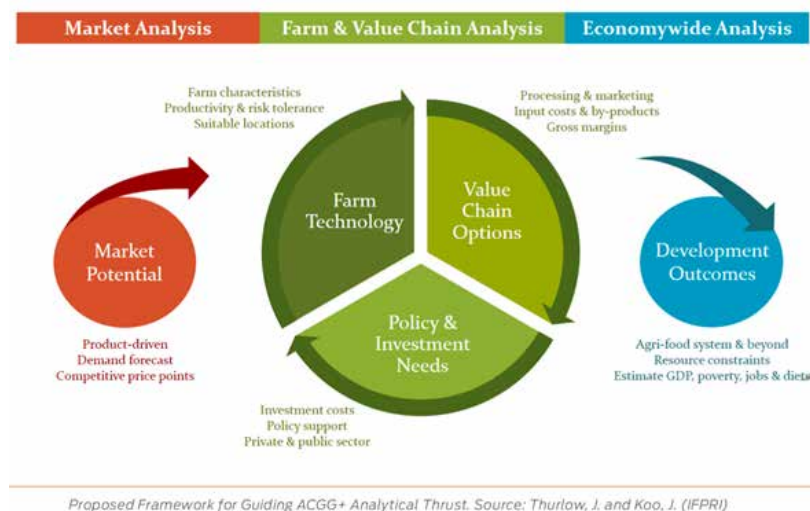 Market Analysis
Farm & Value Chain Analysis
Economywide Analysis
Farm characteristics
Productivity & risk tolerance
Suitable locations
Processing & marketing
Input costs & by-products
Gross margins
Market
Potential
Farm
Technology
Value
Chain
Options
Development
Outcomes
Policy &
Investment
Needs
Product-driven
Demand forecast
Competitive price points
Agri-food system & beyond
Resource constraints
Estimate GDP, poverty, jobs & diets
Investment costs
Policy support
Private & public sector
Proposed Framework for Guiding ACGG+ Analytical Thrust. Source: Thurlow, J. and Koo, J. (IFPRI)